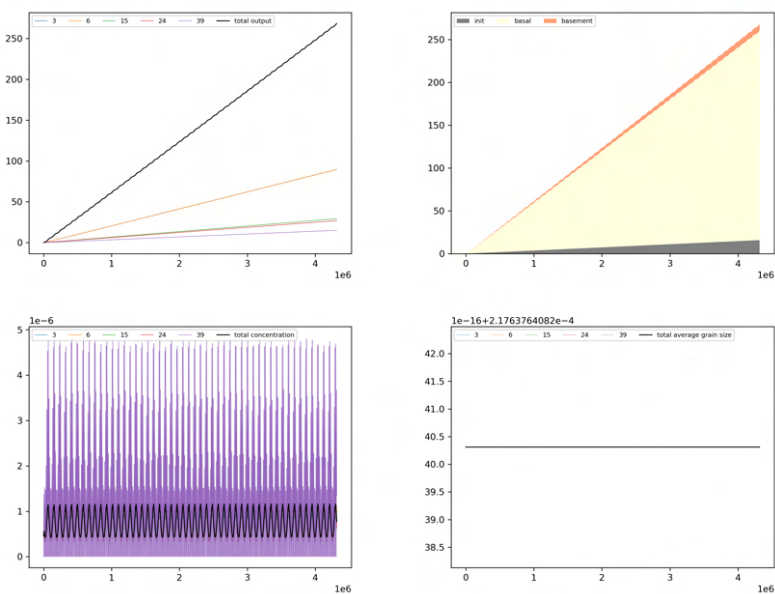 3 6 15 24 39 total output
250
200
150
100
50
0
0 1 2 3 4
1e6
init basal basement
250
200
150
100
50
0
0 1 2 3 4
1e6
1e−6
3 6 15 24 39 total concentration
5
4
3
2
1
0
0 1 2 3 4
1e6
1e−16+2.1763764082e−4
3 6 15 24 39 total average grain size
42.0
41.5
41.0
40.5
40.0
39.5
39.0
38.5
0 1 2 3 4
1e6